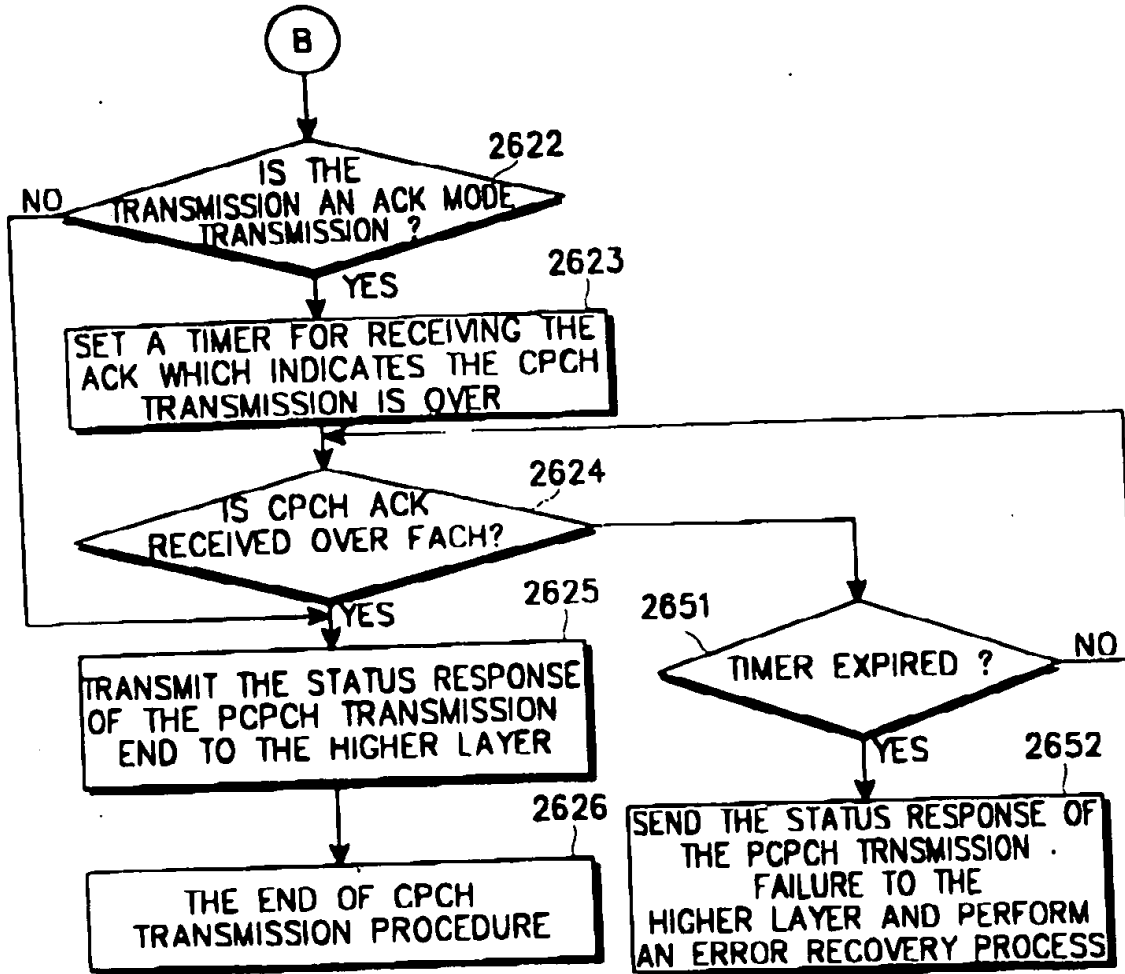 B
2622
IS THE
TRANSMISSION AN ACK MODE
TRANSMISSION ?
NO
YES
2623
SET A TIMER FOR RECEIVING THE
ACK WHICH INDICATES THE CPCH
TRANSMISSION IS OVER
2624
IS CPCH ACK
RECEIVED OVER FACH?
YES
2625
TRANSMIT THE STATUS RESPONSE
OF THE PCPCH TRANSMISSION
END TO THE HIGHER LAYER
2626
THE END OF CPCH
TRANSMISSION PROCEDURE
2651
TIMER EXPIRED ?
NO
YES
2652
SEND THE STATUS RESPONSE OF
THE PCPCH TRNSMISSION
FAILURE TO THE
HIGHER LAYER AND PERFORM
AN ERROR RECOVERY PROCESS